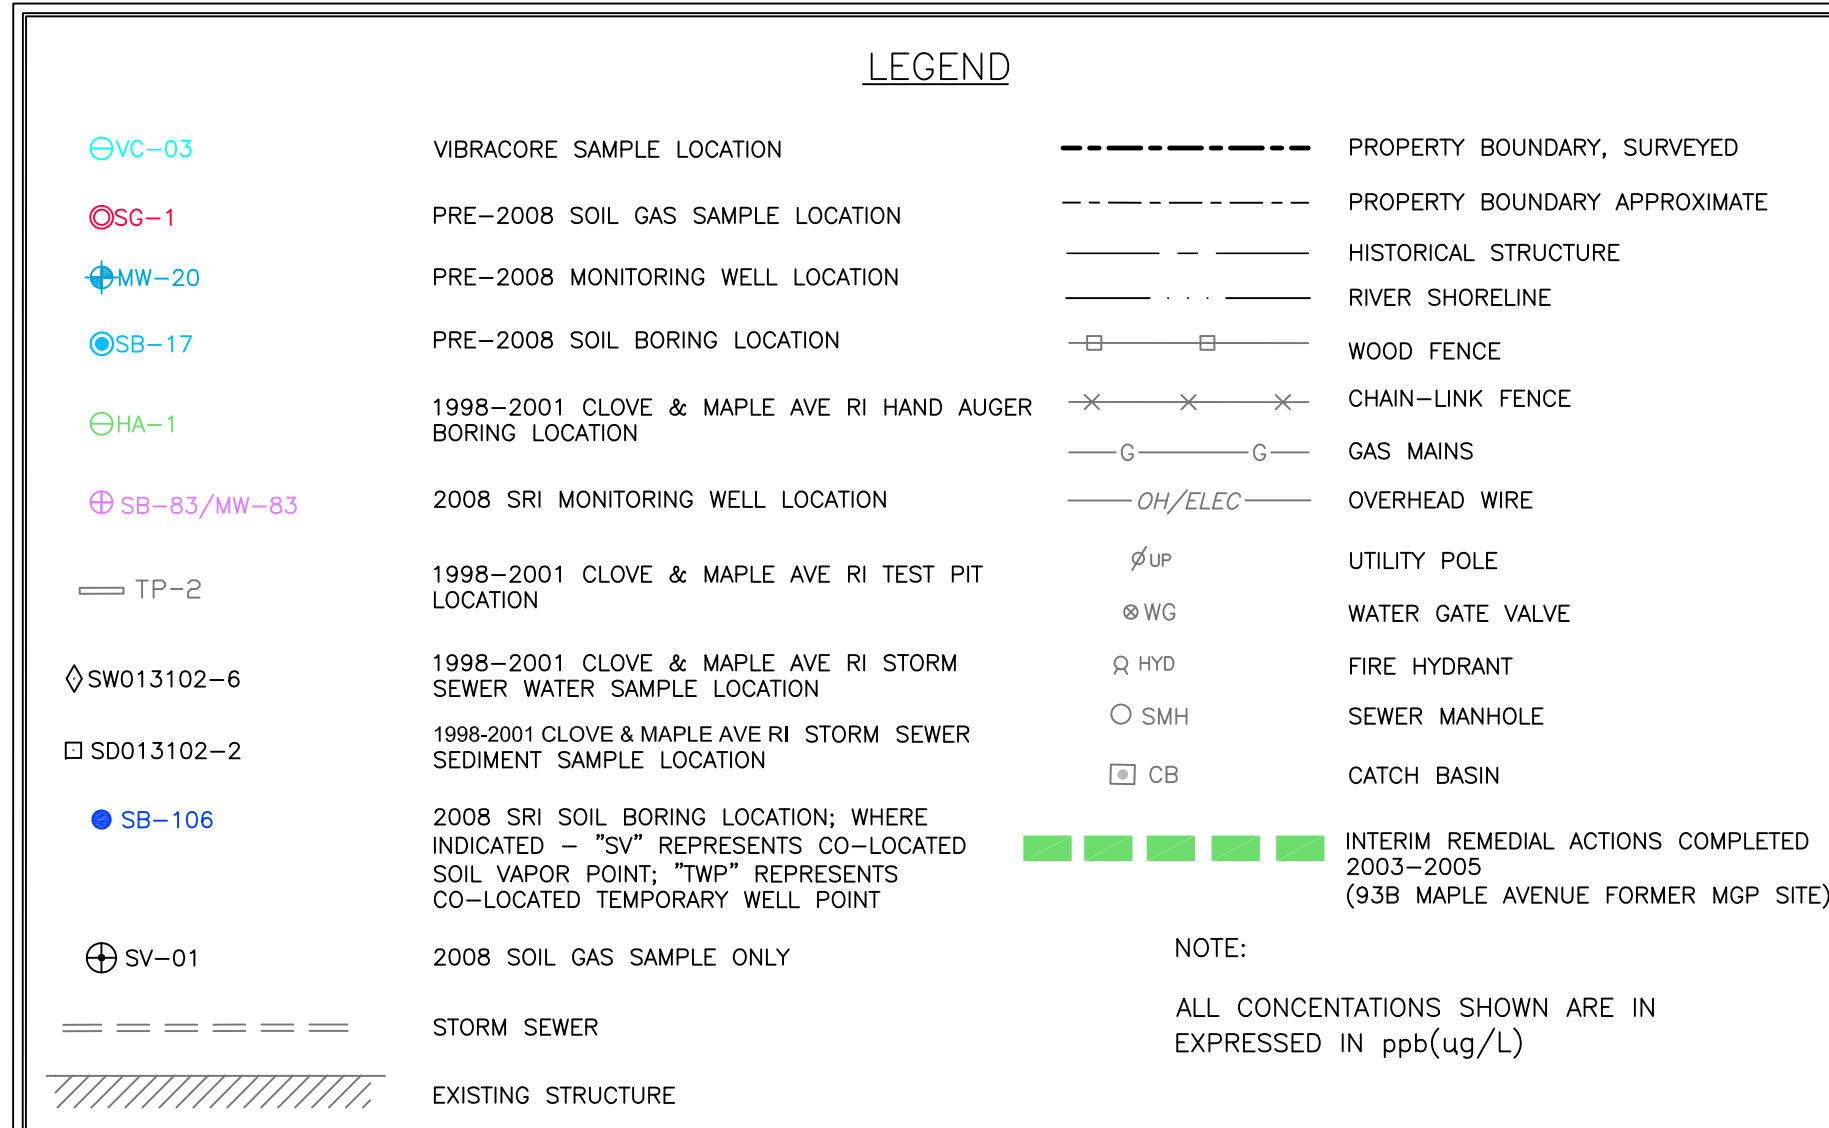 LEGEND
VC-03
VIBRACORE SAMPLE LOCATION
SG-1
PRE-2008 SOIL GAS SAMPLE LOCATION
MW-20
PRE-2008 MONITORING WELL LOCATION
SB-17
PRE-2008 SOIL BORING LOCATION
HA-1
1998-2001 CLOVE & MAPLE AVE RI HAND AUGER
BORING LOCATION
SB-83/MW-83
2008 SRI MONITORING WELL LOCATION
TP-2
1998-2001 CLOVE & MAPLE AVE RI TEST PIT
LOCATION
SW013102-6
1998-2001 CLOVE & MAPLE AVE RI STORM
SEWER WATER SAMPLE LOCATION
SD013102-2
1998-2001 CLOVE & MAPLE AVE RI STORM SEWER
SEDIMENT SAMPLE LOCATION
SB-106
2008 SRI SOIL BORING LOCATION; WHERE
INDICATED - "SV" REPRESENTS CO-LOCATED
SOIL VAPOR POINT; "TWP" REPRESENTS
CO-LOCATED TEMPORARY WELL POINT
SV-01
2008 SOIL GAS SAMPLE ONLY
STORM SEWER
EXISTING STRUCTURE
PROPERTY BOUNDARY, SURVEYED
PROPERTY BOUNDARY APPROXIMATE
HISTORICAL STRUCTURE
RIVER SHORELINE
WOOD FENCE
CHAIN-LINK FENCE
G G
GAS MAINS
OH/ELEC
OVERHEAD WIRE
UP
UTILITY POLE
WG
WATER GATE VALVE
HYD
FIRE HYDRANT
SMH
SEWER MANHOLE
CB
CATCH BASIN
INTERIM REMEDIAL ACTIONS COMPLETED
2003-2005
(93B MAPLE AVENUE FORMER MGP SITE)
NOTE:
ALL CONCENTATIONS SHOWN ARE IN
EXPRESSED IN ppb(ug/L)